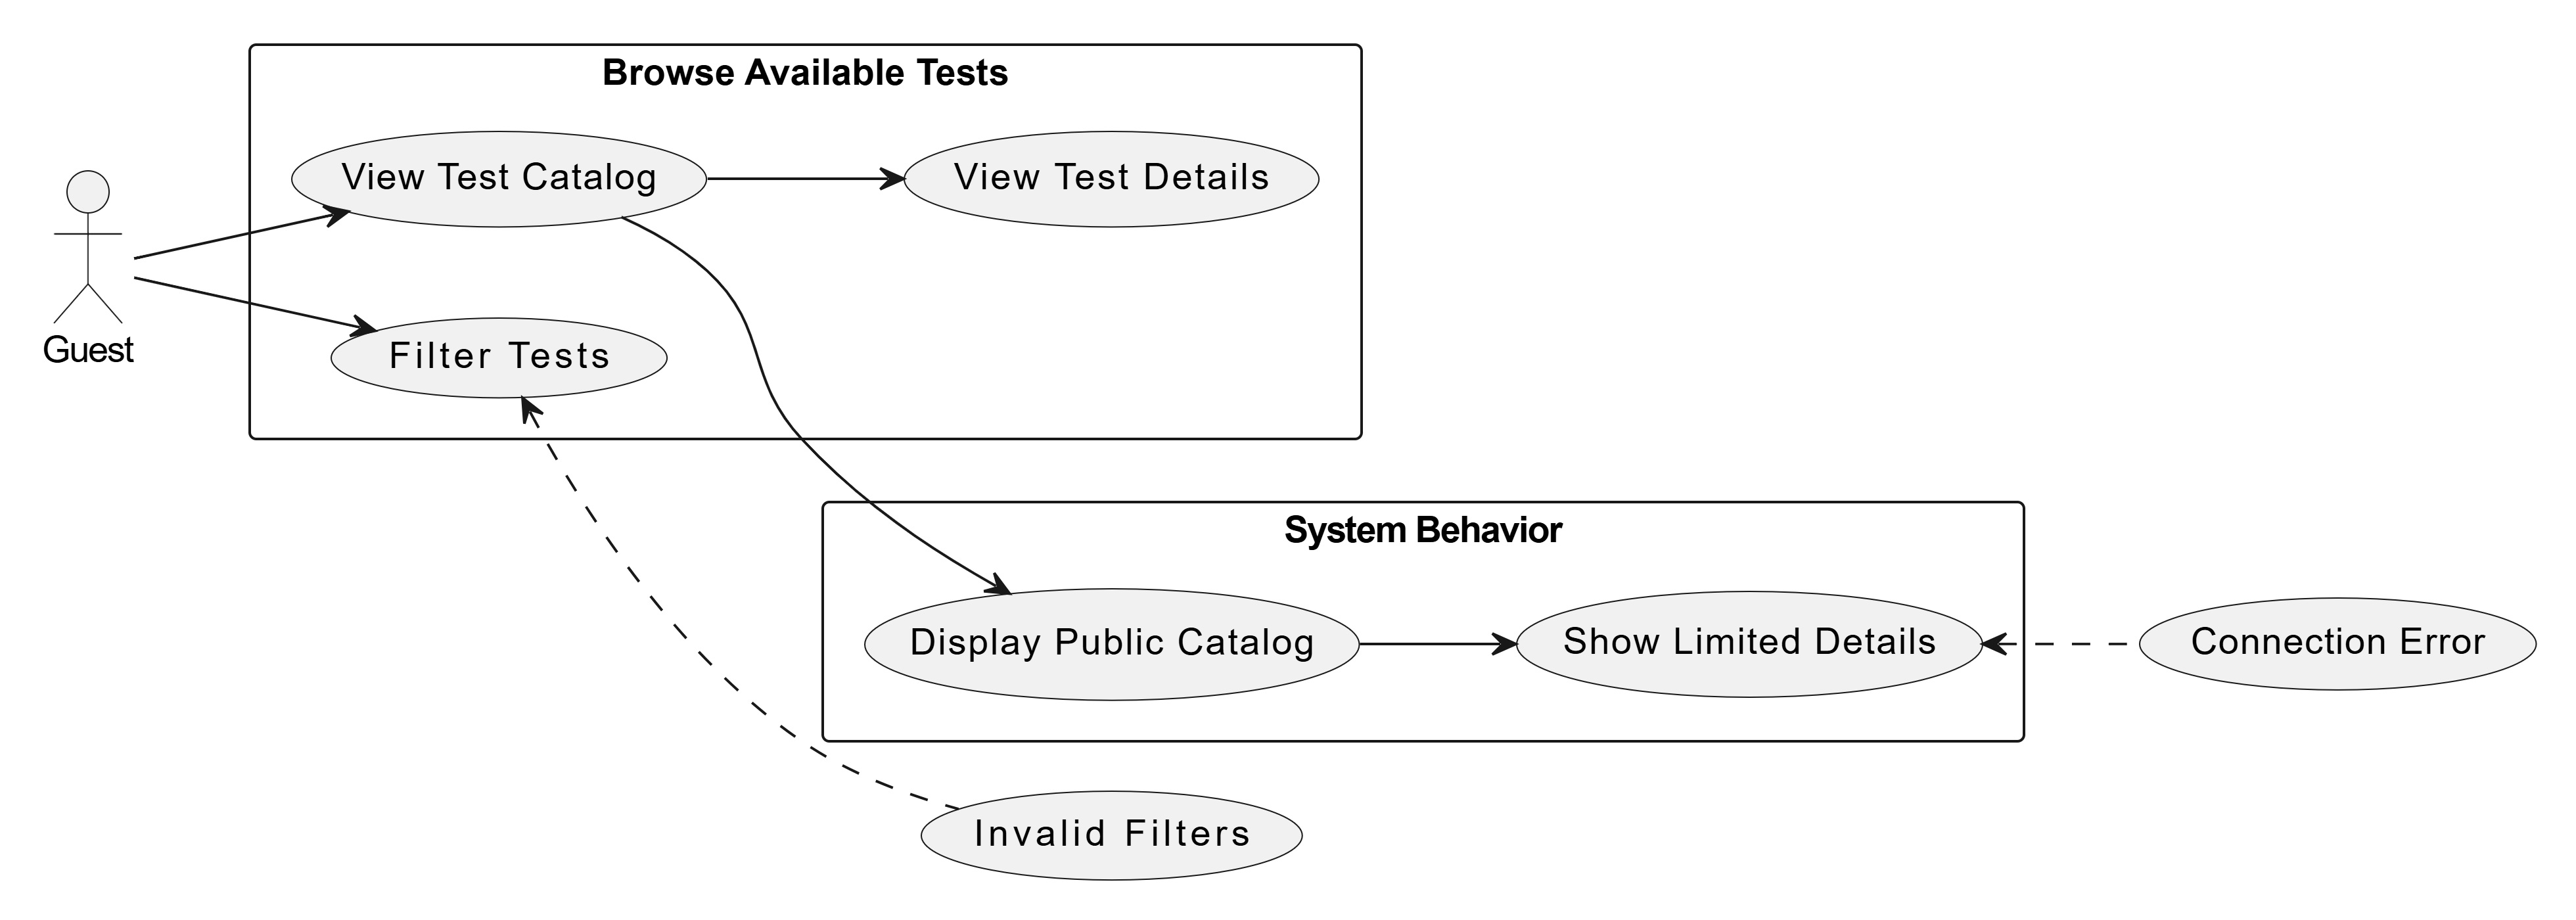 Browse Available Tests
View Test Catalog
View Test Details
Guest
Filter Tests
System Behavior
Display Public Catalog
Show Limited Details
Connection Error
Invalid Filters